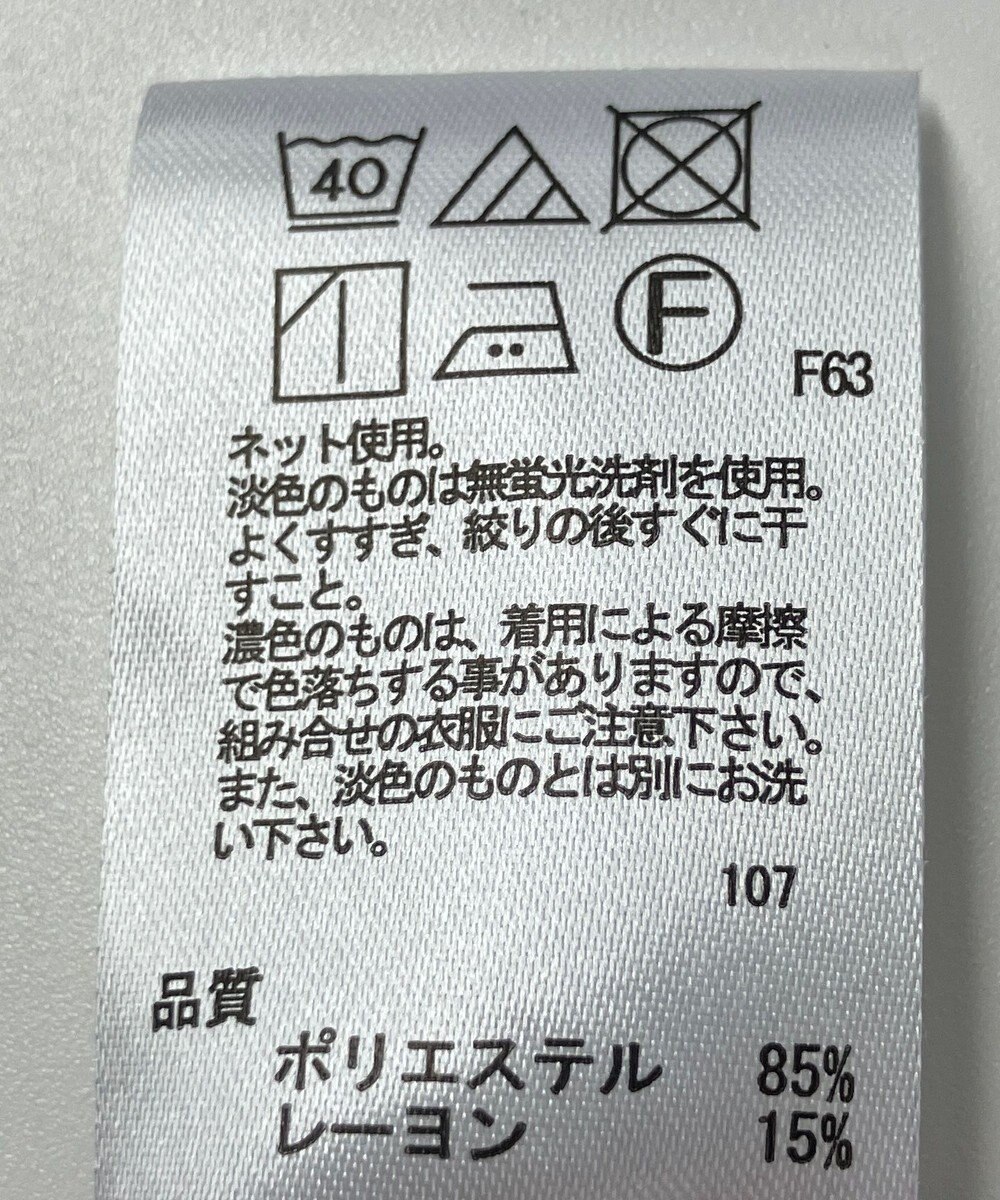 40
F
F63
ネット使用。
淡色のものは無蛍光洗剤を使用。
よくすすぎ、絞りの後すぐに干
すこと。
濃色のものは、着用による摩擦
で色落ちする事がありますので、
組み合せの衣服にご注意下さい。
また、淡色のものとは別にお洗
い下さい。
107
品質
ポリエステル 85%
レーヨン 15%